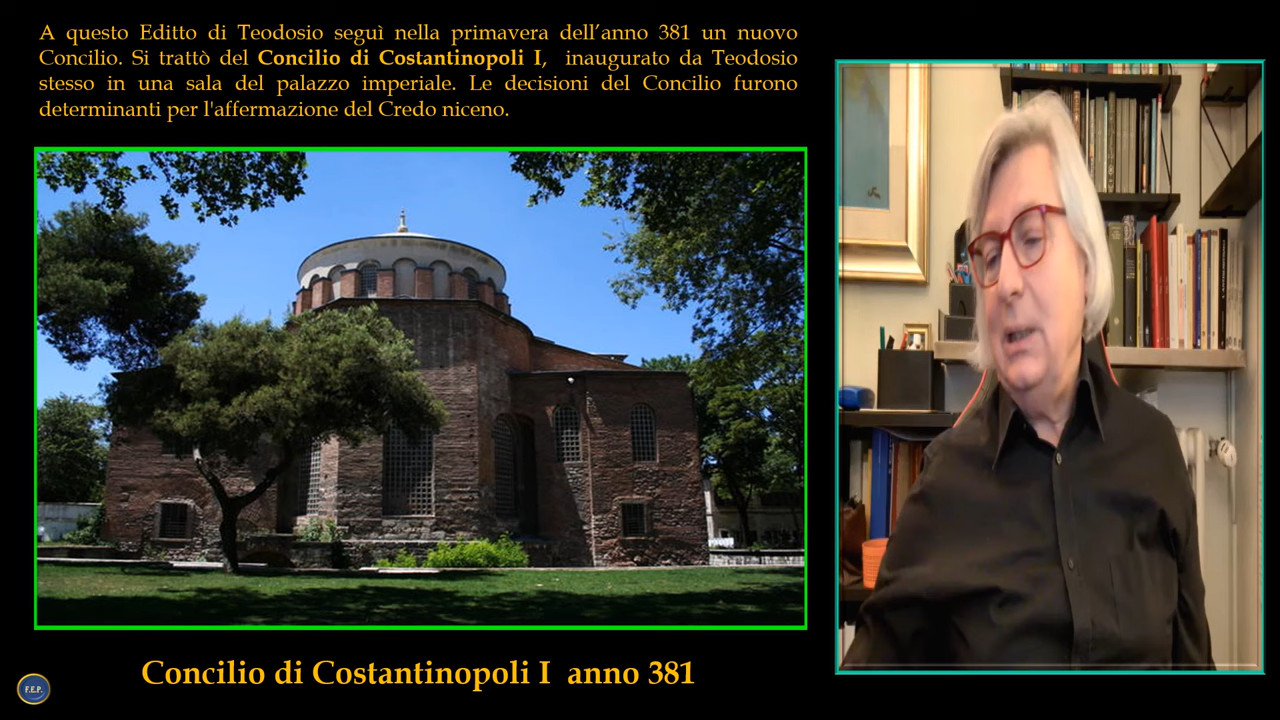 A questo Editto di Teodosio seguì nella primavera dell’anno 381 un nuovo
Concilio. Si trattò del Concilio di Costantinopoli I, inaugurato da Teodosio
stesso in una sala del palazzo imperiale. Le decisioni del Concilio furono
determinanti per l'affermazione del Credo niceno.
Concilio di Costantinopoli I anno 381
F.E.P.